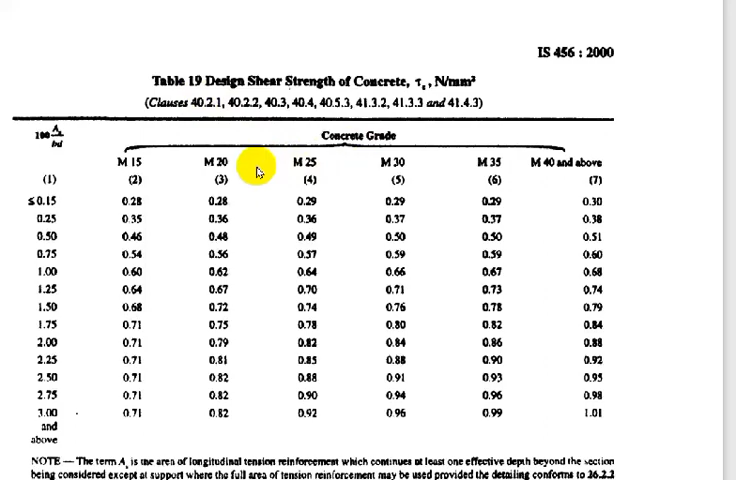 IS 456 : 2000
Table 19 Design Shear Strength of Concrete, τc, N/mm²
(Clauses 40.2.1, 40.2.2, 40.3, 40.4, 40.5.3, 41.3.2, 41.3.3 and 41.4.3)
100 As/bd Concrete Grade
M 15 M 20 M 25 M 30 M 35 M 40 and above
(1) (2) (3) (4) (5) (6) (7)
≤0.15 0.28 0.28 0.29 0.29 0.29 0.30
0.25 0.35 0.36 0.36 0.37 0.37 0.38
0.50 0.46 0.48 0.49 0.50 0.50 0.51
0.75 0.54 0.56 0.57 0.59 0.59 0.60
1.00 0.60 0.62 0.64 0.66 0.67 0.68
1.25 0.64 0.67 0.70 0.71 0.73 0.74
1.50 0.68 0.72 0.74 0.76 0.78 0.79
1.75 0.71 0.75 0.78 0.80 0.82 0.84
2.00 0.71 0.79 0.82 0.84 0.86 0.88
2.25 0.71 0.81 0.85 0.88 0.90 0.92
2.50 0.71 0.82 0.88 0.91 0.93 0.95
2.75 0.71 0.82 0.90 0.94 0.96 0.98
3.00 0.71 0.82 0.92 0.96 0.99 1.01
and
above
NOTE — The term As is the area of longitudinal tension reinforcement which continues at least one effective depth beyond the section
being considered except at support where the full area of tension reinforcement may be used provided the detailing conforms to 26.2.2